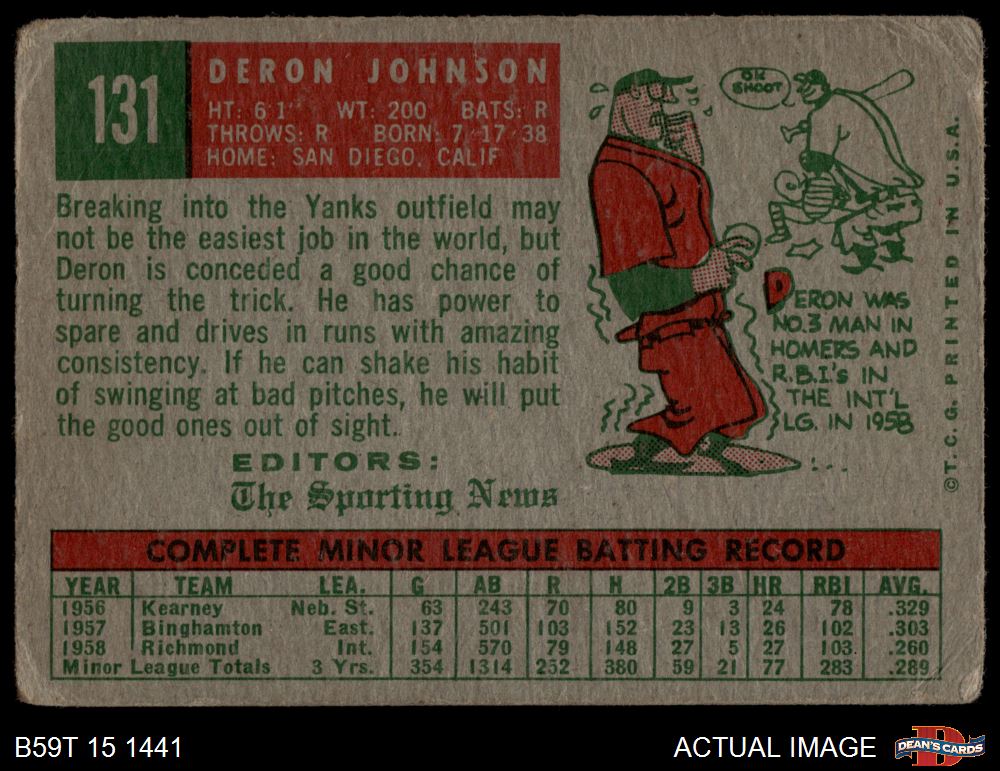 131
DERON JOHNSON
HT: 6'1" WT: 200 BATS: R
THROWS: R BORN: 7/17/38
HOME: SAN DIEGO, CALIF
Breaking into the Yanks outfield may
not be the easiest job in the world, but
Deron is conceded a good chance of
turning the trick. He has power to
spare and drives in runs with amazing
consistency. If he can shake his habit
of swinging at bad pitches, he will put
the good ones out of sight.
EDITORS:
The Sporting News
OK
SHOOT
DERON WAS
NO.3 MAN IN
HOMERS AND
R.B.I's IN
THE INT'L
LG. IN 1958
©T.C.G. PRINTED IN U.S.A.
COMPLETE MINOR LEAGUE BATTING RECORD
YEAR TEAM LEA. G AB R H 2B 3B HR RBI AVG.
1956 Kearney Neb. St. 63 243 70 80 9 3 24 78 .329
1957 Binghamton East. 137 501 103 152 23 13 26 102 .303
1958 Richmond Int. 154 570 79 148 27 5 27 103 .260
Minor League Totals 3 Yrs. 354 1314 252 380 59 21 77 283 .289
B59T 15 1441
ACTUAL IMAGE
DEAN'S CARDS